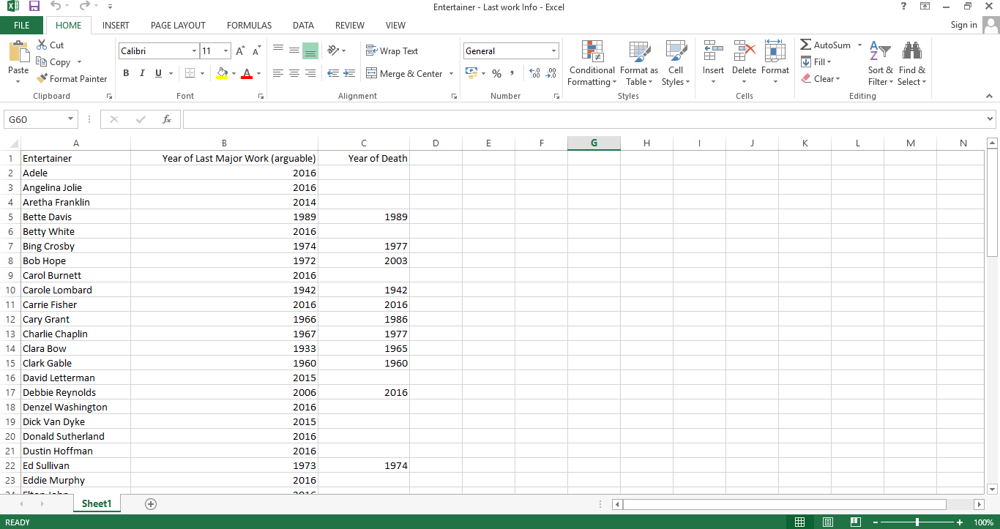 Entertainer - Last work Info - Excel
?
FILE HOME INSERT PAGE LAYOUT FORMULAS DATA REVIEW VIEW Sign in
Paste
Cut
Copy
Format Painter
Clipboard
Calibri 11
B I U
Font
Wrap Text
Merge & Center
Alignment
General
% ,
Number
Conditional Formatting
Format as Table
Cell Styles
Styles
Insert Delete Format
Cells
AutoSum
Fill
Clear
Sort & Filter
Find & Select
Editing
G60 fx
A B C D E F G H I J K L M N
1 Entertainer Year of Last Major Work (arguable) Year of Death
2 Adele 2016
3 Angelina Jolie 2016
4 Aretha Franklin 2014
5 Bette Davis 1989 1989
6 Betty White 2016
7 Bing Crosby 1974 1977
8 Bob Hope 1972 2003
9 Carol Burnett 2016
10 Carole Lombard 1942 1942
11 Carrie Fisher 2016 2016
12 Cary Grant 1966 1986
13 Charlie Chaplin 1967 1977
14 Clara Bow 1933 1965
15 Clark Gable 1960 1960
16 David Letterman 2015
17 Debbie Reynolds 2006 2016
18 Denzel Washington 2016
19 Dick Van Dyke 2015
20 Donald Sutherland 2016
21 Dustin Hoffman 2016
22 Ed Sullivan 1973 1974
23 Eddie Murphy 2016
24 Elton John 2016
Sheet1
READY 100%